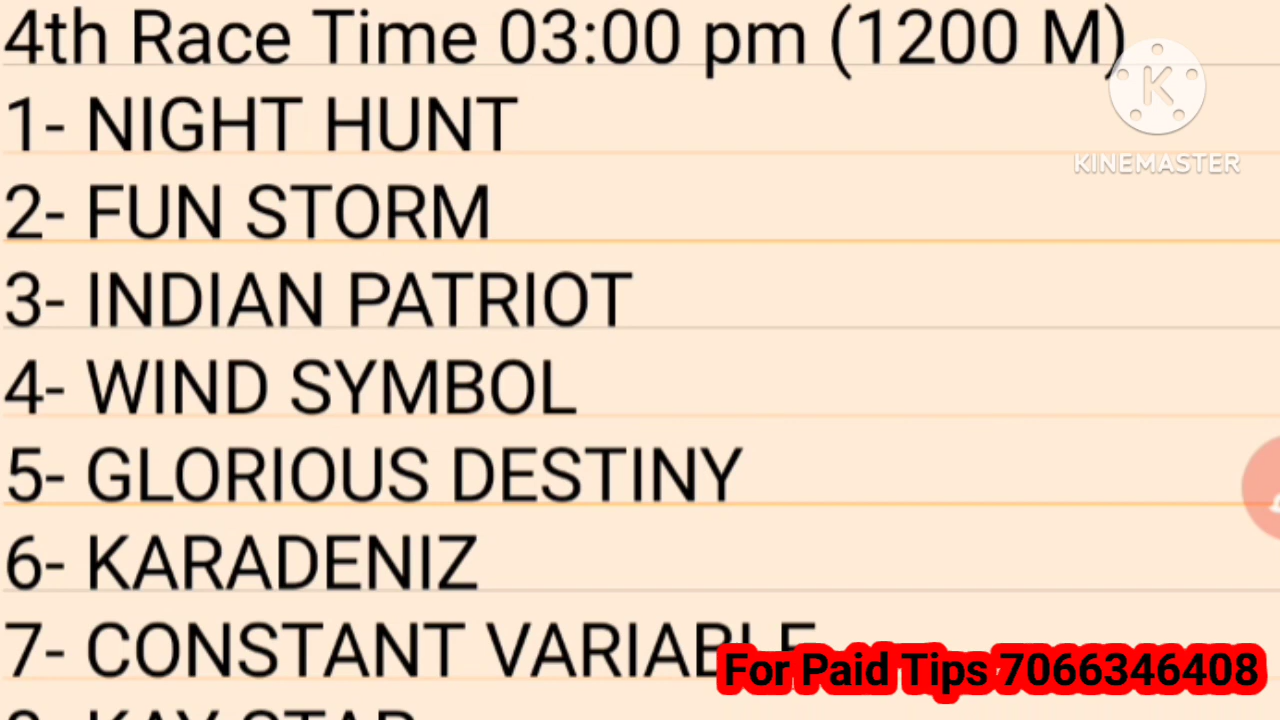 4th Race Time 03:00 pm (1200 M)
1- NIGHT HUNT
K
KINEMASTER
2- FUN STORM
3- INDIAN PATRIOT
4- WIND SYMBOL
5- GLORIOUS DESTINY
6- KARADENIZ
7- CONSTANT VARIABLE
For Paid Tips 7066346408